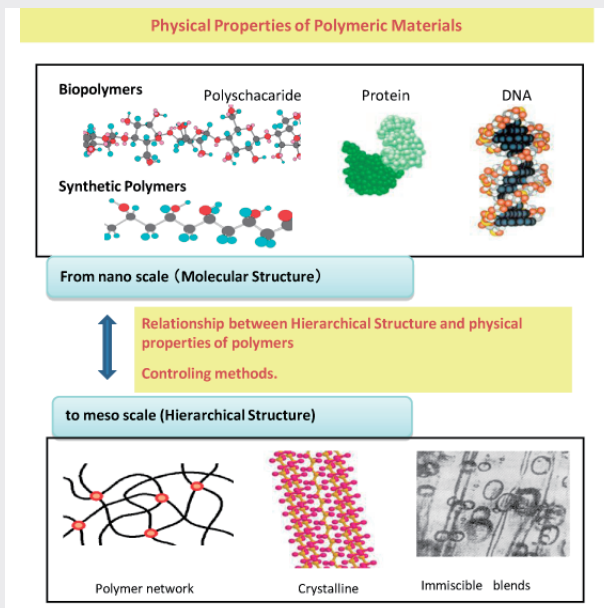 Physical Properties of Polymeric Materials
Biopolymers
Polyschacaride
Protein
DNA
Synthetic Polymers
From nano scale（Molecular Structure）
Relationship between Hierarchical Structure and physical
properties of polymers
Controling methods.
to meso scale (Hierarchical Structure)
Polymer network
Crystalline
Immiscible blends